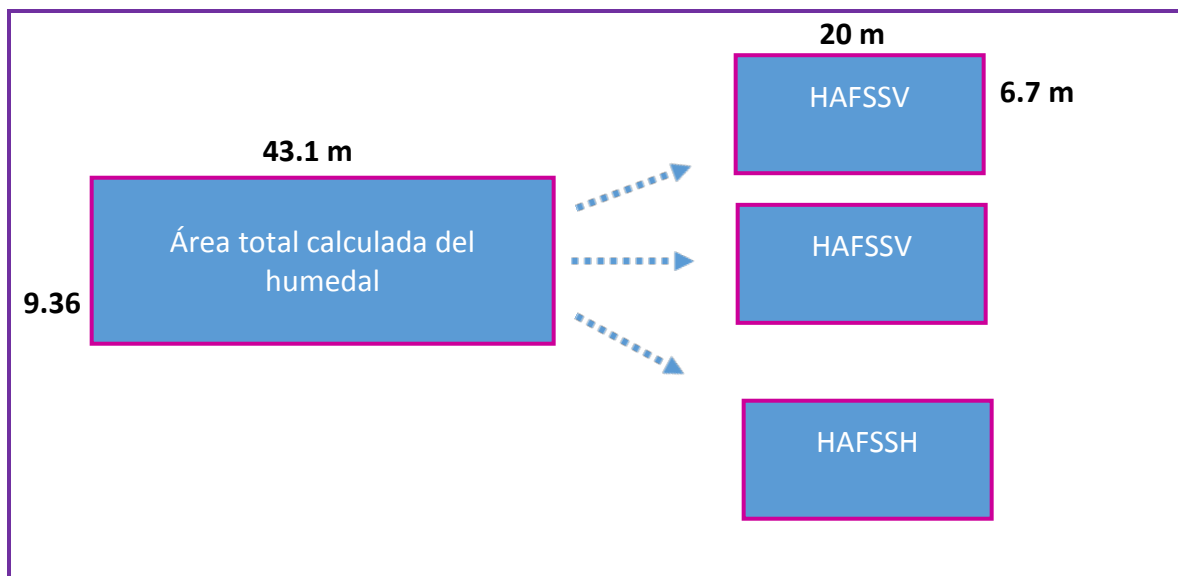 20 m
HAFSSV
6.7 m
43.1 m
Área total calculada del
humedal
9.36
HAFSSV
HAFSSH